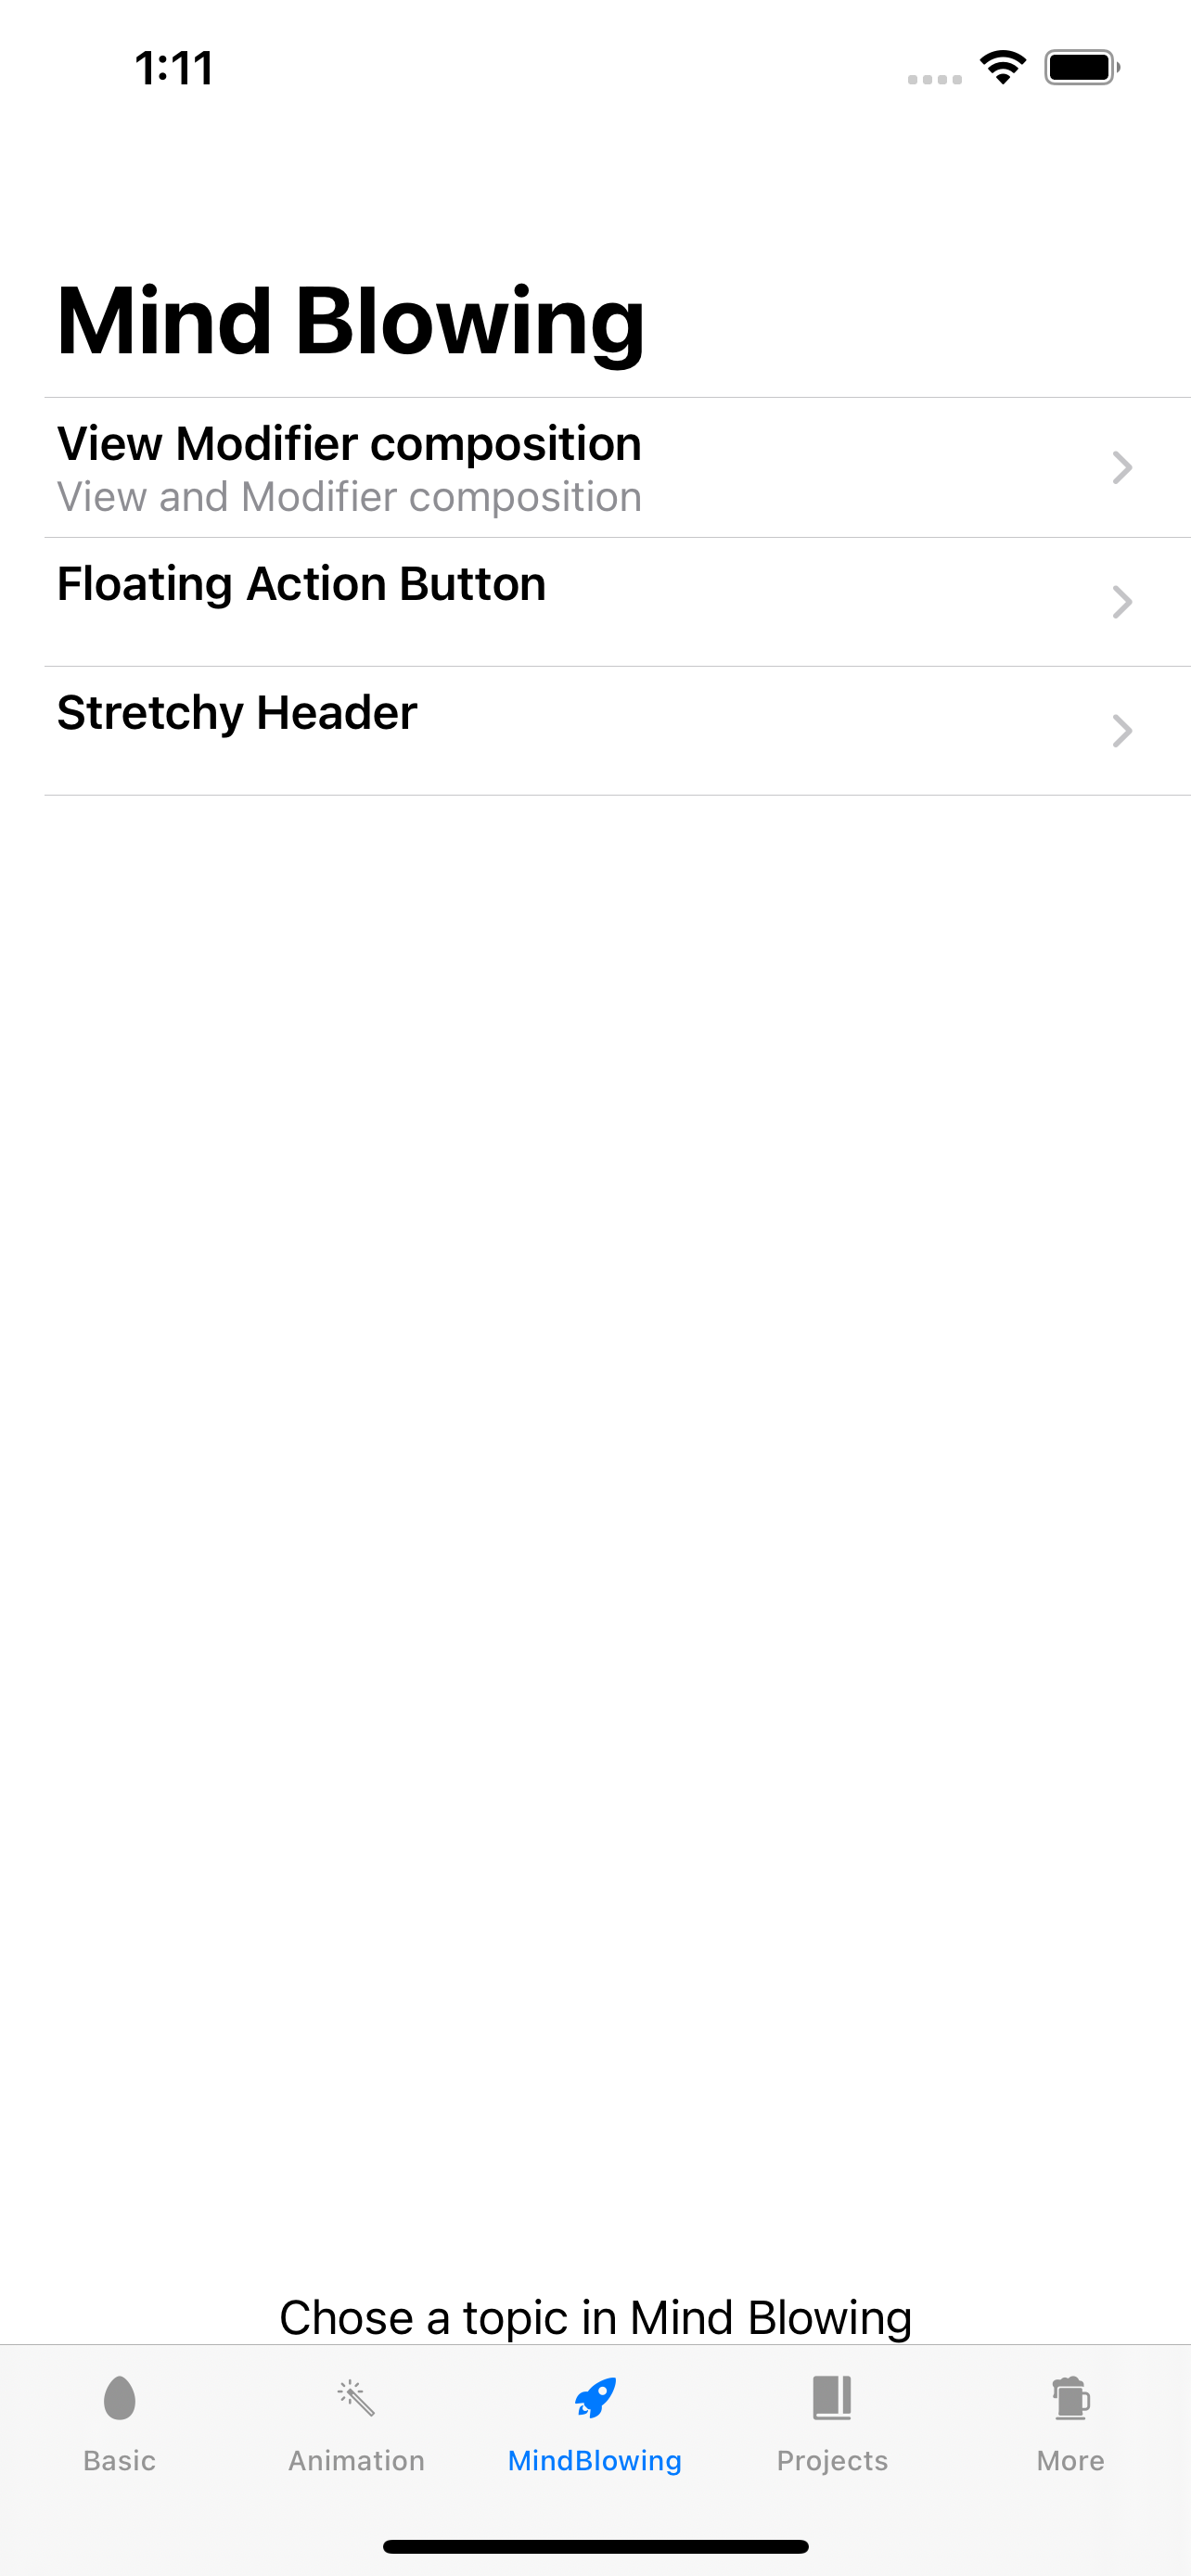 1:11
Mind Blowing
View Modifier composition
View and Modifier composition
Floating Action Button
Stretchy Header
Chose a topic in Mind Blowing
Basic
Animation
MindBlowing
Projects
More